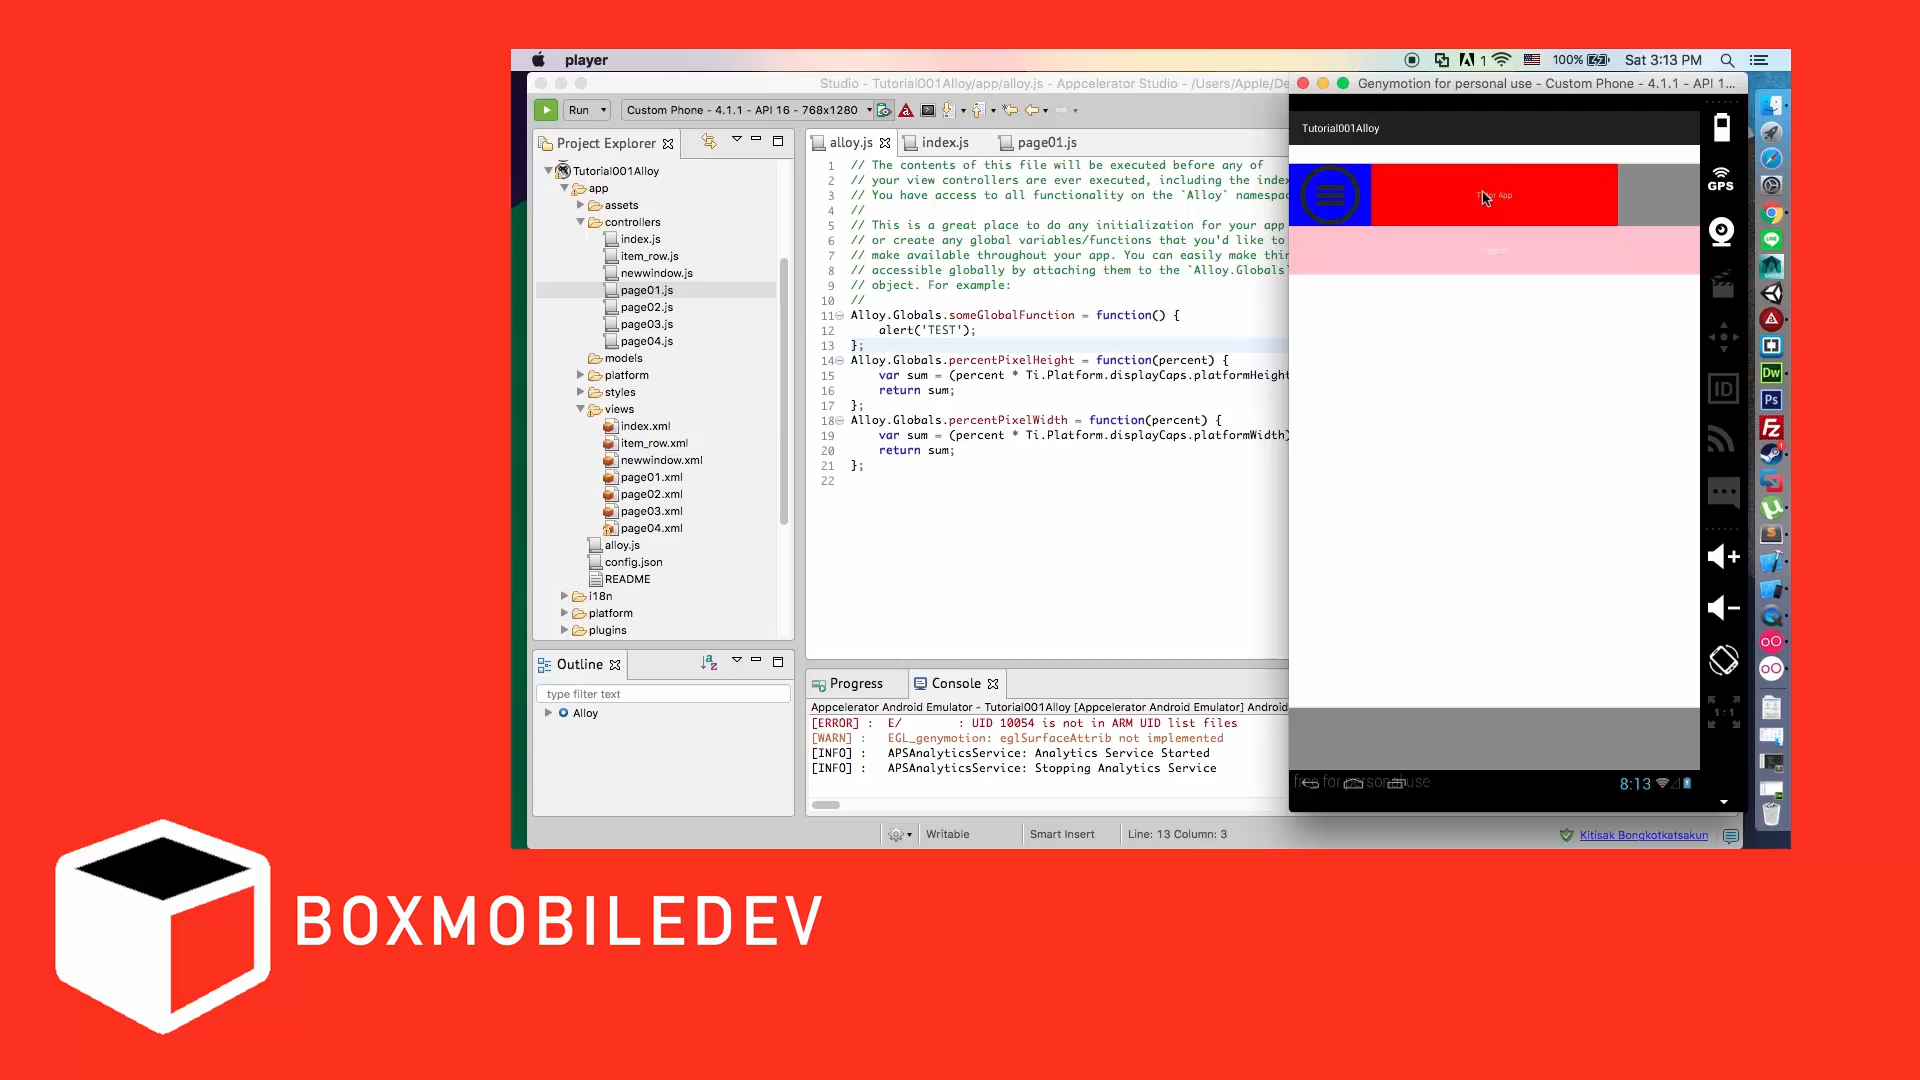 player
1
100%
Sat 3:13 PM
Studio - Tutorial001Alloy/app/alloy.js - Appcelerator Studio - /Users/Apple/De
Genymotion for personal use - Custom Phone - 4.1.1 - API 1...
Run
Custom Phone - 4.1.1 - API 16 - 768x1280
Project Explorer
Tutorial001Alloy
app
assets
controllers
index.js
item_row.js
newwindow.js
page01.js
page02.js
page03.js
page04.js
models
platform
styles
views
index.xml
item_row.xml
newwindow.xml
page01.xml
page02.xml
page03.xml
page04.xml
alloy.js
config.json
README
i18n
platform
plugins
Outline
type filter text
Alloy
alloy.js
index.js
page01.js
1 // The contents of this file will be executed before any of
2 // your view controllers are ever executed, including the index
3 // You have access to all functionality on the `Alloy` namespac
4 //
5 // This is a great place to do any initialization for your app
6 // or create any global variables/functions that you'd like to
7 // make available throughout your app. You can easily make thin
8 // accessible globally by attaching them to the `Alloy.Globals`
9 // object. For example:
10 //
11 Alloy.Globals.someGlobalFunction = function() {
12 alert('TEST');
13 };
14 Alloy.Globals.percentPixelHeight = function(percent) {
15 var sum = (percent * Ti.Platform.displayCaps.platformHeight
16 return sum;
17 };
18 Alloy.Globals.percentPixelWidth = function(percent) {
19 var sum = (percent * Ti.Platform.displayCaps.platformWidth)
20 return sum;
21 };
22
Progress
Console
Appcelerator Android Emulator - Tutorial001Alloy [Appcelerator Android Emulator] Android
[ERROR] : E/ : UID 10054 is not in ARM UID list files
[WARN] : EGL_genymotion: eglSurfaceAttrib not implemented
[INFO] : APSAnalyticsService: Analytics Service Started
[INFO] : APSAnalyticsService: Stopping Analytics Service
Writable
Smart Insert
Line: 13 Column: 3
Kitisak Bongkotkatsakun
Tutorial001Alloy
App
free for personal use
8:13
GPS
ID
1:1
Dw
Ps
Fz
BOXMOBILEDEV